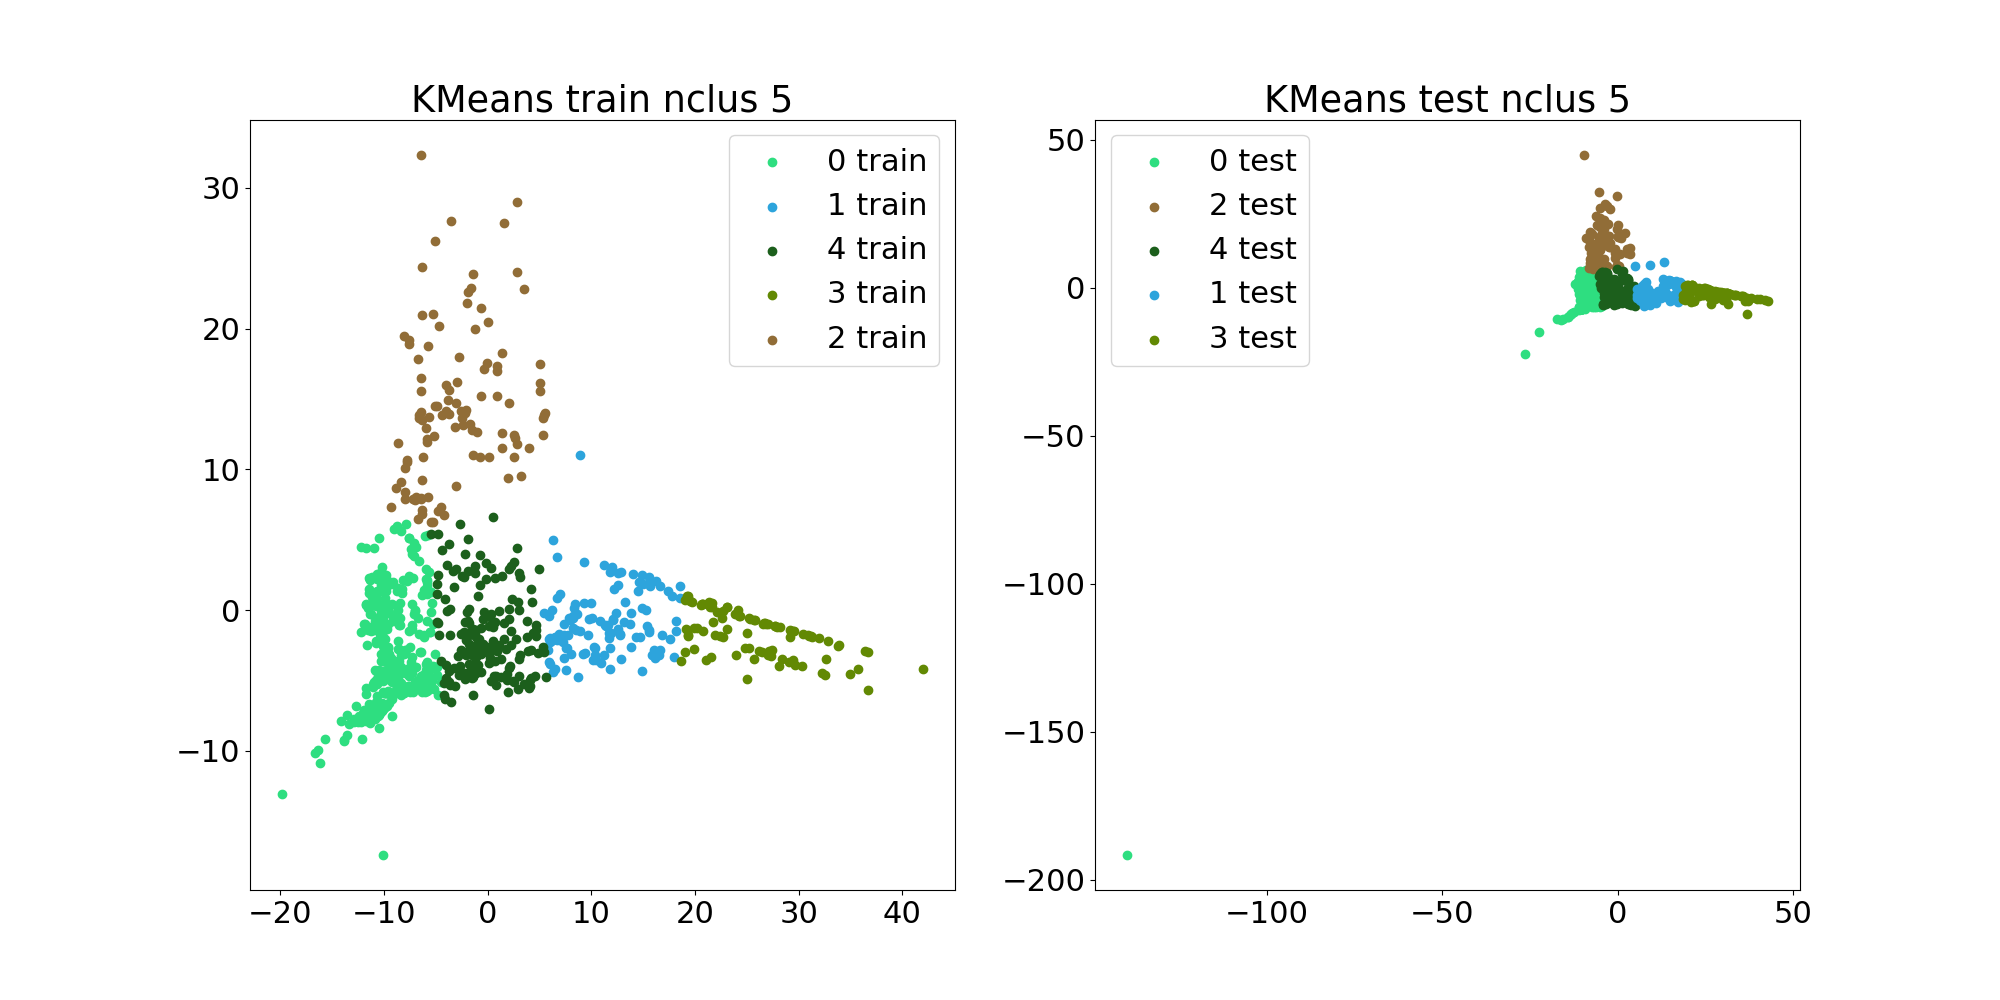 KMeans train nclus 5
0 train
1 train
4 train
3 train
2 train
30
20
10
0
−10
−20 −10 0 10 20 30 40
KMeans test nclus 5
0 test
2 test
4 test
1 test
3 test
50
0
−50
−100
−150
−200
−100 −50 0 50